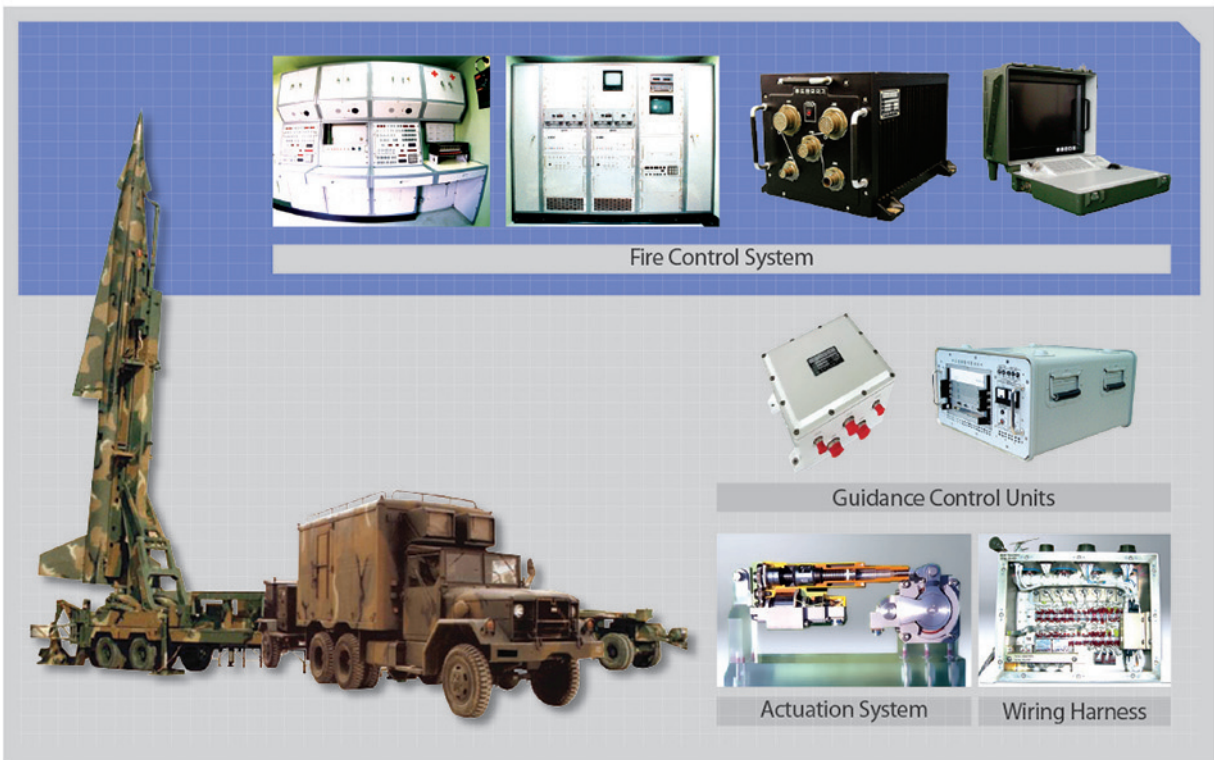 Fire Control System
Guidance Control Units
Actuation System
Wiring Harness